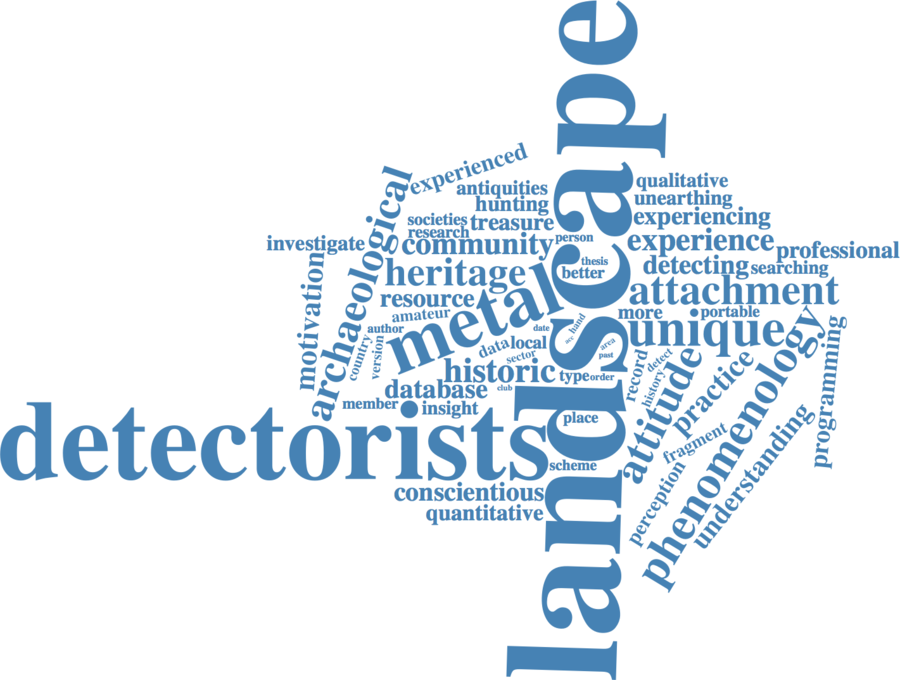 landscape
experienced
antiquities
qualitative
hunting
unearthing
archaeological
societies
treasure
experiencing
research
investigate
community
person
experience
professional
thesis
heritage
better
detecting
searching
motivation
resource
metal
attachment
amateur
more
portable
author
date
hand
unique
country
version
data
local
acc
area
sector
past
historic
type
order
record
detect
history
database
club
attitude
practice
phenomenology
programming
member
insight
place
detectorists
fragment
scheme
perception
understanding
conscientious
quantitative